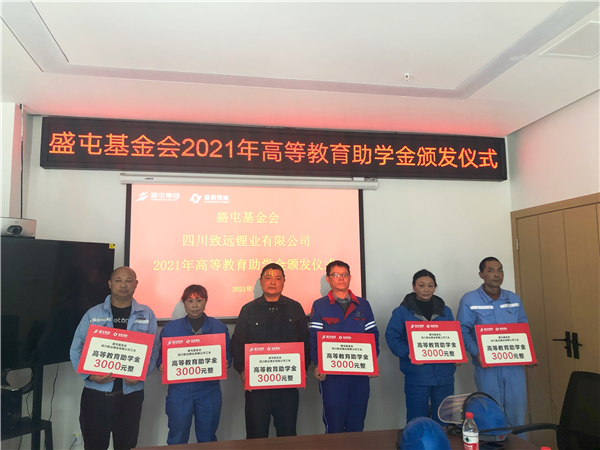 盛屯基金会2021年高等教育助学金颁发仪式
盛屯集团
盛屯基金会
四川致远锂业有限公司
2021年高等教育助学金颁发仪式
2021年
高等教育助学金
3000元整
高等教育助学金
3000元整
高等教育助学金
3000元整
高等教育助学金
3000元整
高等教育助学金
3000元整
高等教育助学金
3000元整